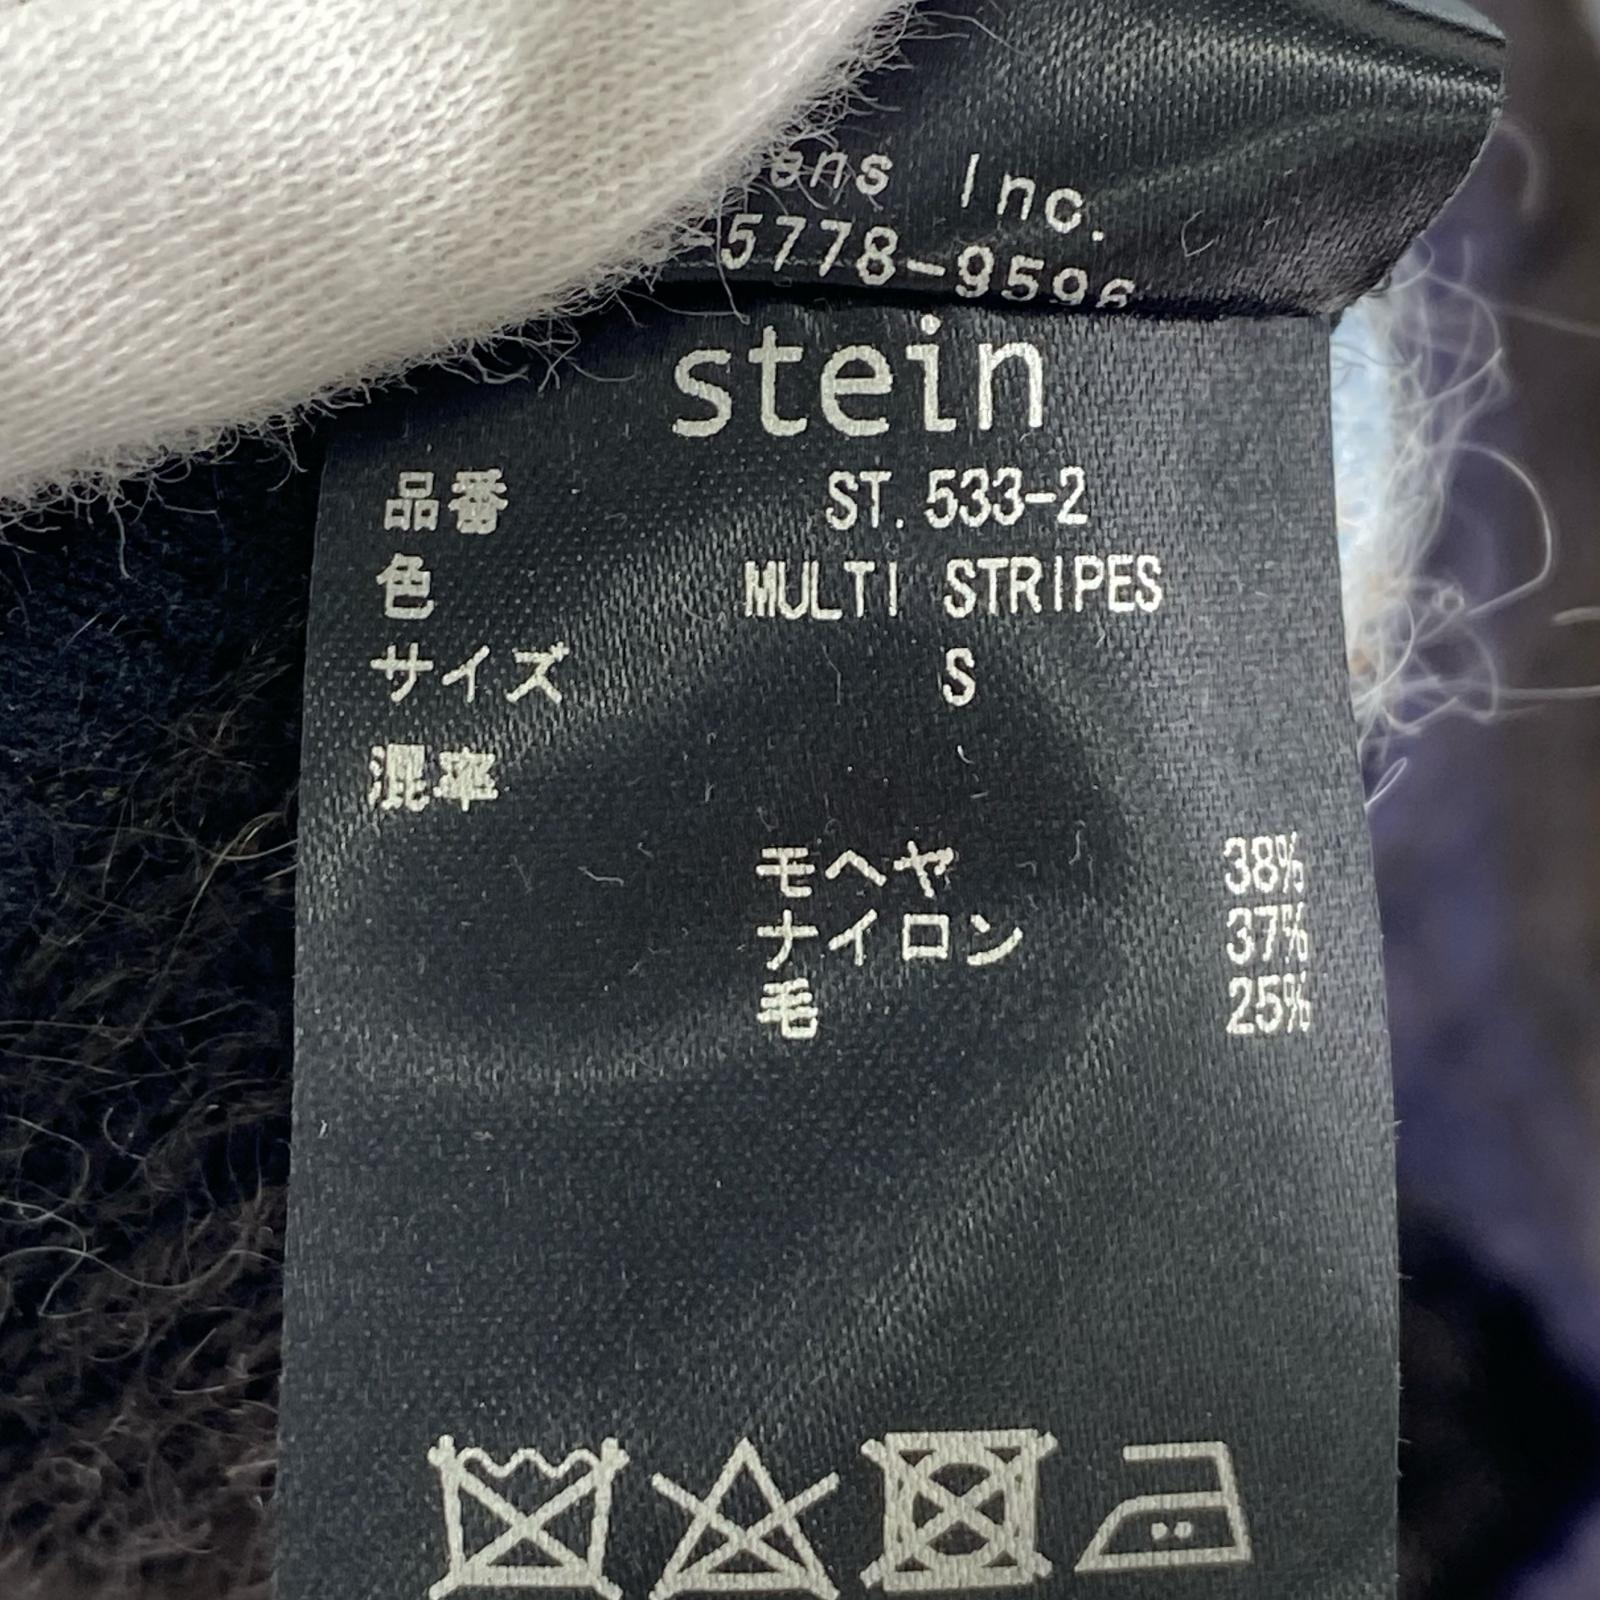 Inc.
-5778-9596
stein
品番 ST.533-2
色 MULTI STRIPES
サイズ S
混率
モヘヤ 38%
ナイロン 37%
毛 25%